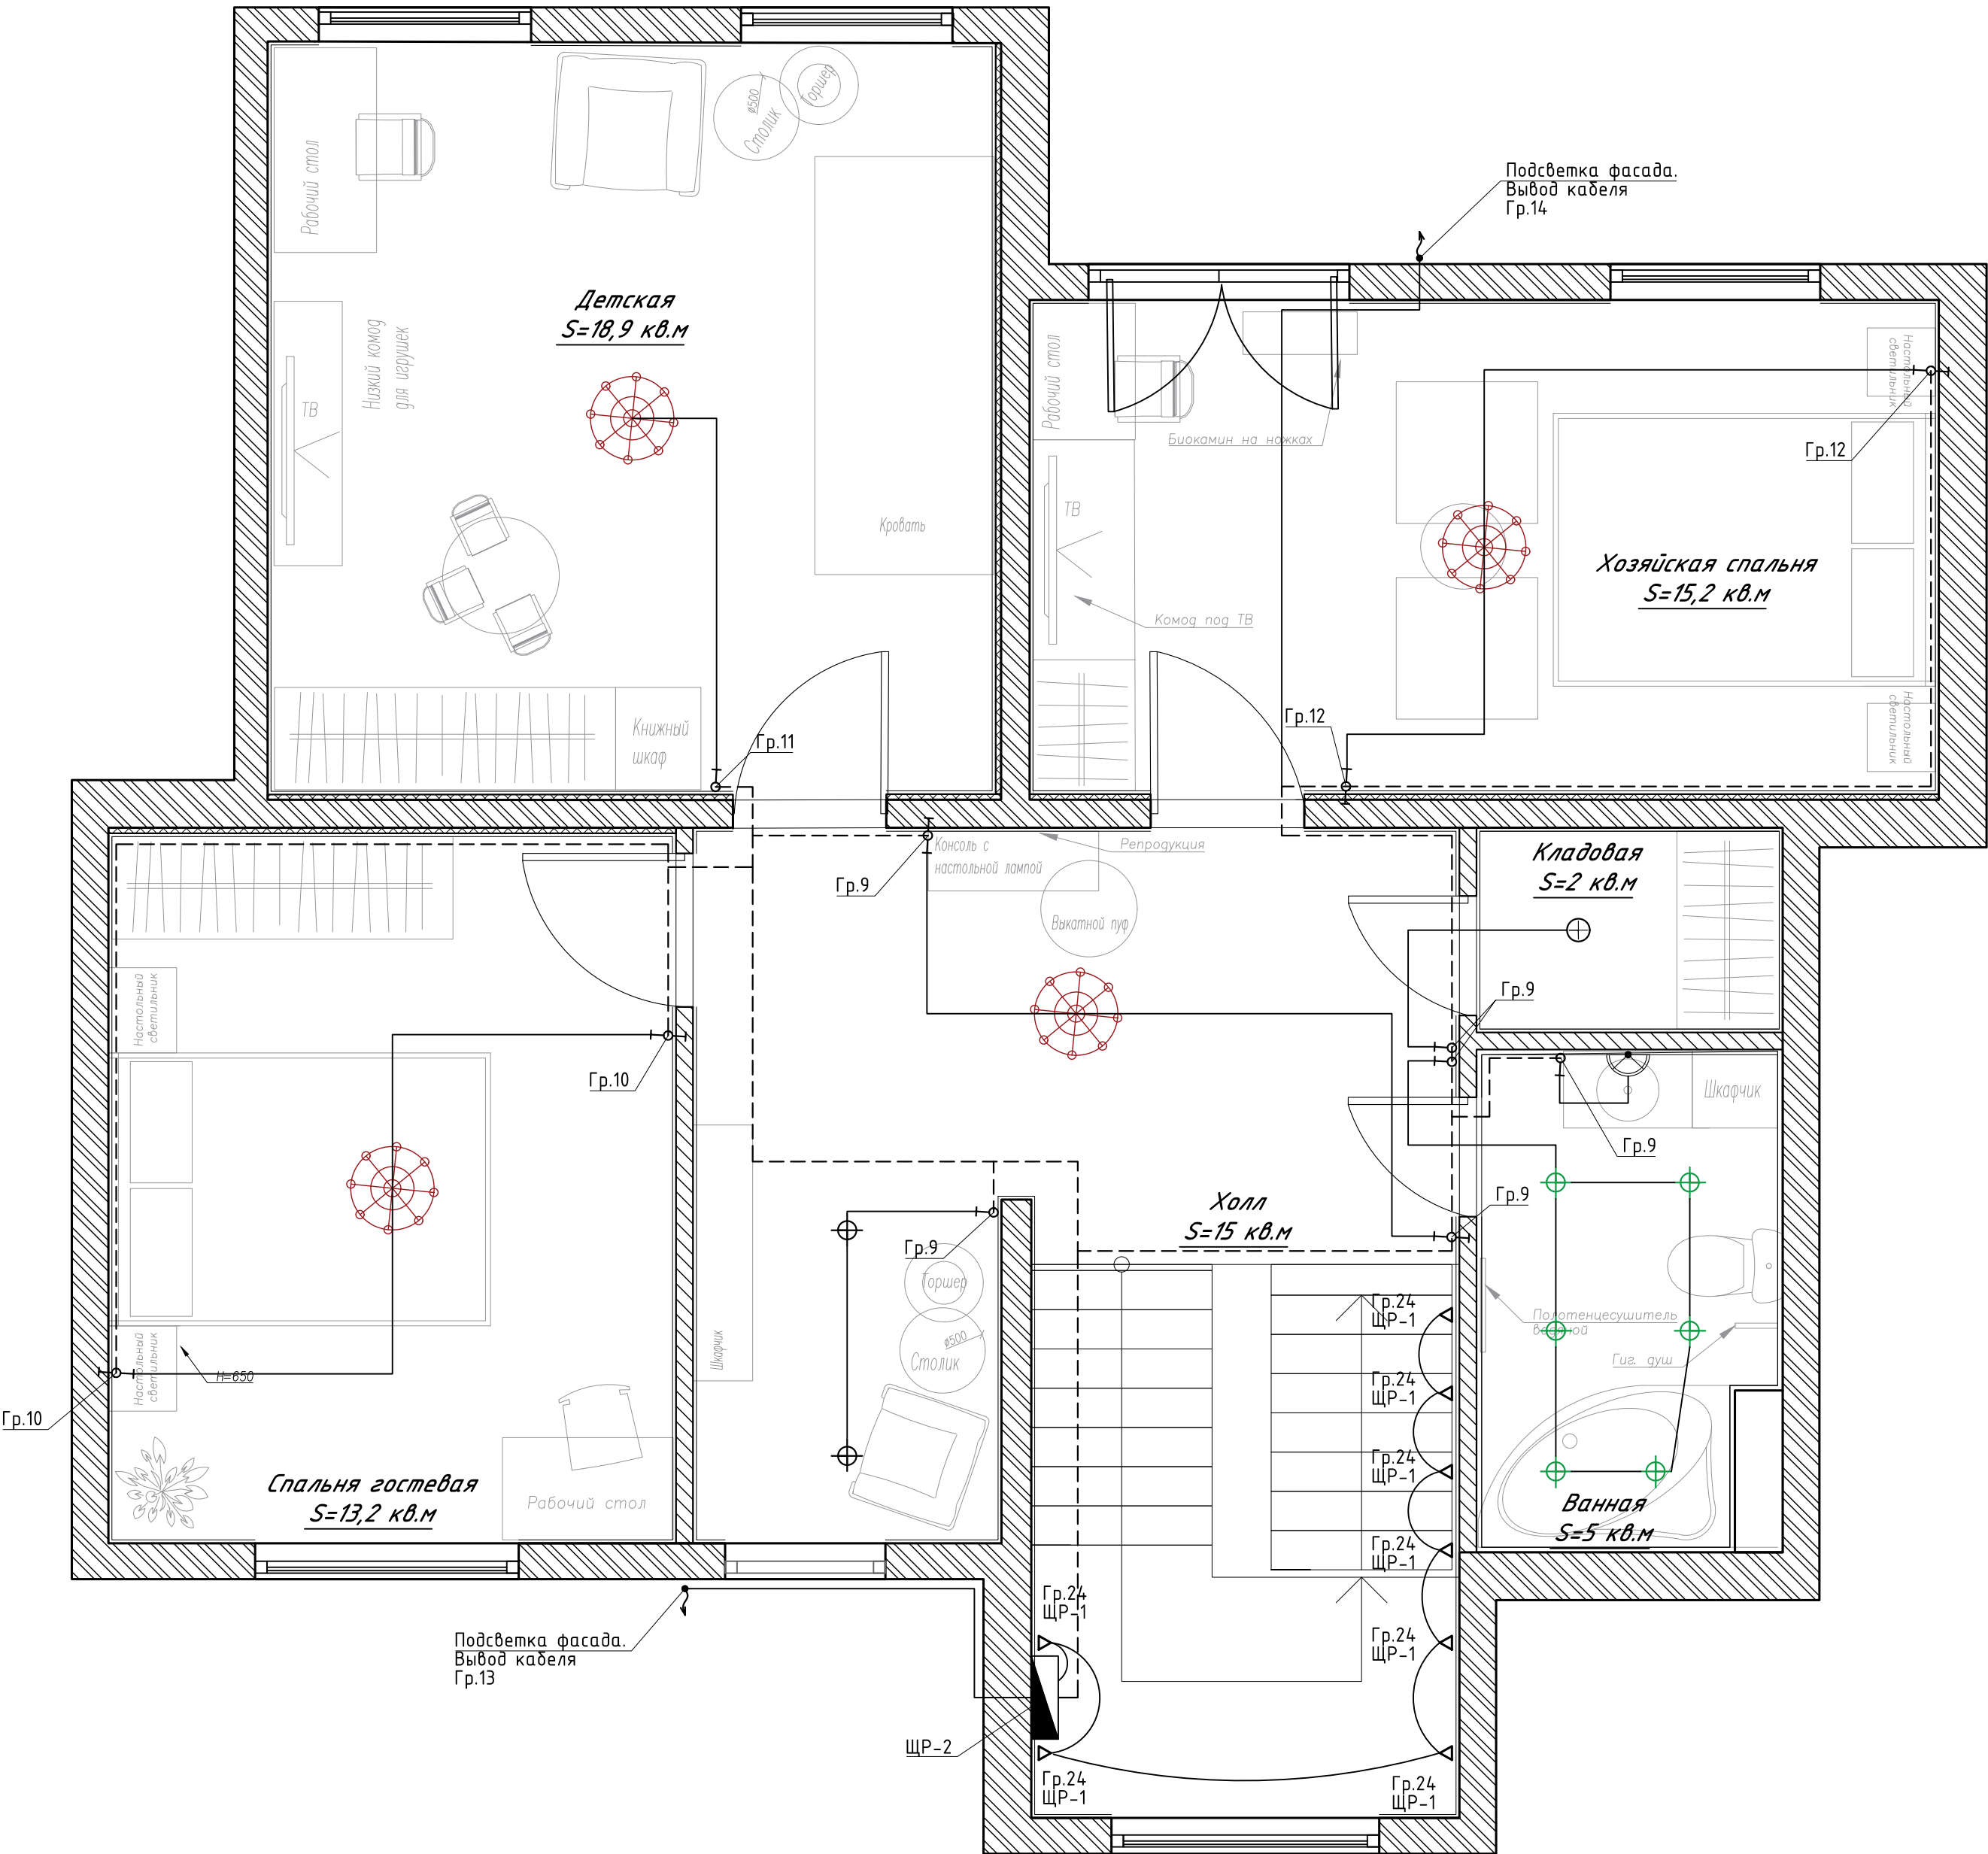 Рабочий стол
ø500
Столик
Торшер
Подсветка фасада.
Вывод кабеля
Гр.14
Детская
S=18,9 кв.м
Низкий комод
для игрушек
ТВ
Рабочий стол
Настольный
светильник
Биокамин на ножках
Гр.12
ТВ
Кровать
Хозяйская спальня
S=15,2 кв.м
Комод под ТВ
Книжный
шкаф
Гр.11
Гр.12
Настольный
светильник
Консоль с
настольной лампой
Репродукция
Кладовая
S=2 кв.м
Гр.9
Выкатной пуф
Настольный
светильник
Гр.9
Гр.10
Шкафчик
Гр.9
Гр.9
Холл
S=15 кв.м
Гр.9
Торшер
ø500
Столик
Шкафчик
Гр.24
ЩР-1
Полотенцесушитель
водяной
Гиг. душ
Настольный
светильник
H=650
Гр.10
Гр.24
ЩР-1
Гр.24
ЩР-1
Спальня гостевая
S=13,2 кв.м
Рабочий стол
Ванная
S=5 кв.м
Гр.24
ЩР-1
Гр.24
ЩР-1
Подсветка фасада.
Вывод кабеля
Гр.13
Гр.24
ЩР-1
ЩР-2
Гр.24
ЩР-1
Гр.24
ЩР-1